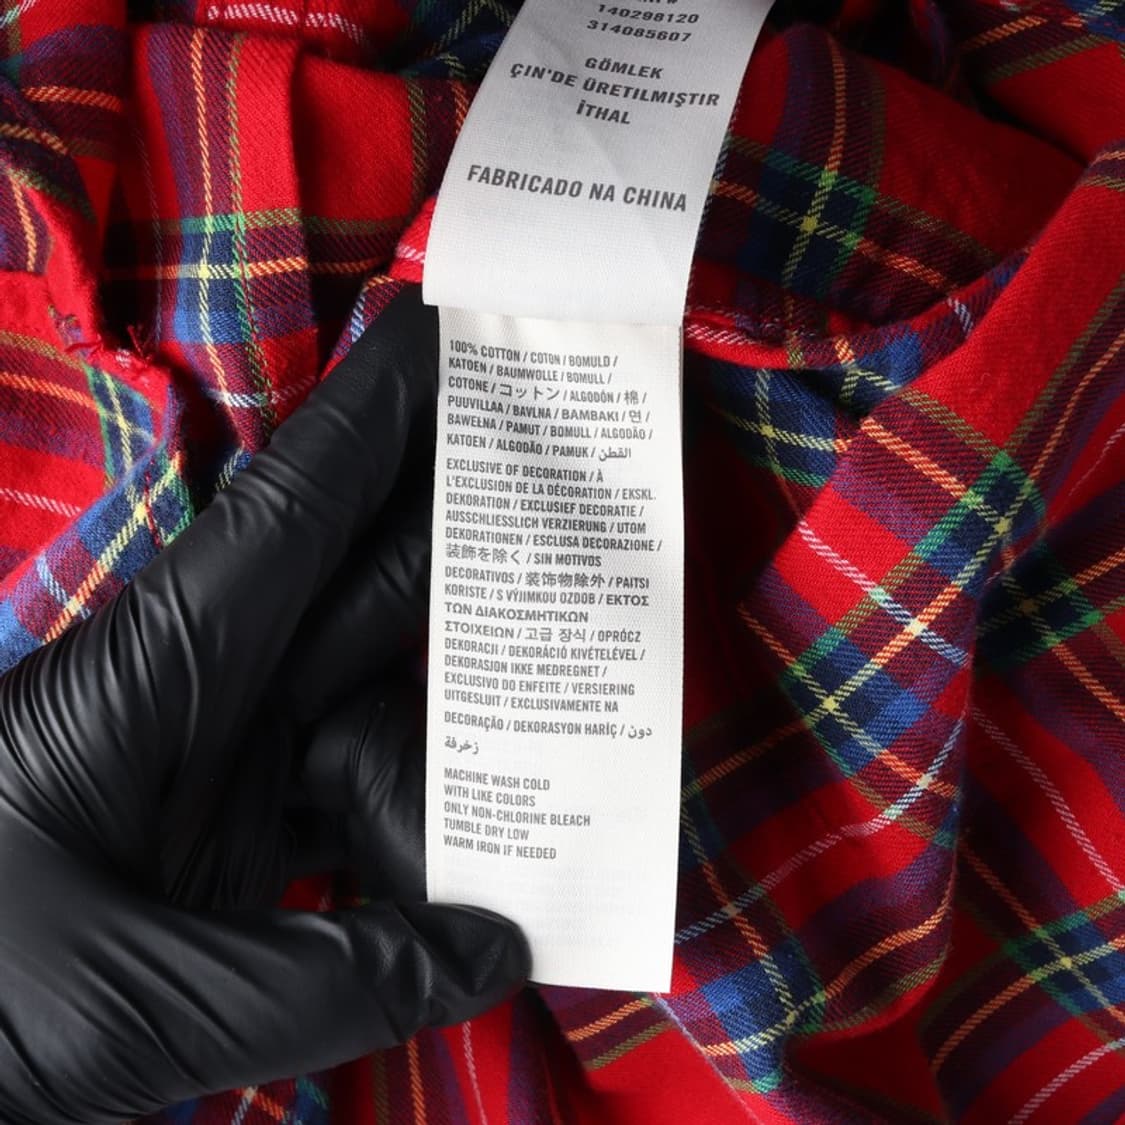 140298120
314085607
GÖMLEK
ÇIN'DE ÜRETILMIŞTIR
İTHAL
FABRICADO NA CHINA
100% COTTON / COTON / BOMULD /
KATOEN / BAUMWOLLE / BOMULL /
COTONE / コットン / ALGODÓN / 棉 /
PUUVILLAA / BAVLNA / BAMBAKI / 면 /
BAWEŁNA / PAMUT / BOMULL / ALGODÃO /
KATOEN / ALGODÃO / PAMUK / القطن
EXCLUSIVE OF DECORATION / À
L'EXCLUSION DE LA DÉCORATION / EKSKL.
DEKORATION / EXCLUSIEF DECORATIE /
AUSSCHLIESSLICH VERZIERUNG / UTOM
DEKORATIONEN / ESCLUSA DECORAZIONE /
装飾を除く / SIN MOTIVOS
DECORATIVOS / 装饰物除外 / PAITSI
KORISTE / S VÝJIMKOU OZDOB / ΕΚΤΟΣ
ΤΩΝ ΔΙΑΚΟΣΜΗΤΙΚΩΝ
ΣΤΟΙΧΕΙΩΝ / 고급 장식 / OPRÓCZ
DEKORACJI / DEKORÁCIÓ KIVÉTELÉVEL /
DEKORASJON IKKE MEDREGNET /
EXCLUSIVO DO ENFEITE / VERSIERING
UITGESLUIT / EXCLUSIVAMENTE NA
DECORAÇÃO / DEKORASYON HARİÇ / دون
زخرفة
MACHINE WASH COLD
WITH LIKE COLORS
ONLY NON-CHLORINE BLEACH
TUMBLE DRY LOW
WARM IRON IF NEEDED